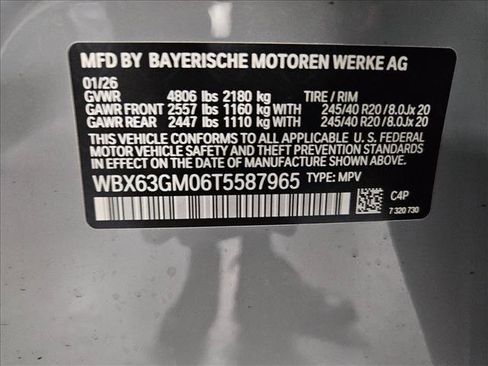 MFD BY BAYERISCHE MOTOREN WERKE AG
01/26
GVWR 4806 lbs 2180 kg TIRE / RIM
GAWR FRONT 2557 lbs 1160 kg WITH 245/40 R20 / 8.0Jx 20
GAWR REAR 2447 lbs 1110 kg WITH 245/40 R20 / 8.0Jx 20
THIS VEHICLE CONFORMS TO ALL APPLICABLE U. S. FEDERAL
MOTOR VEHICLE SAFETY, BUMPER, AND THEFT PREVENTION
STANDARDS IN EFFECT ON THE DATE OF MANUFACTURE SHOWN ABOVE.
WBX63GM06T5587965 TYPE: MPV
C4P
7 320 730